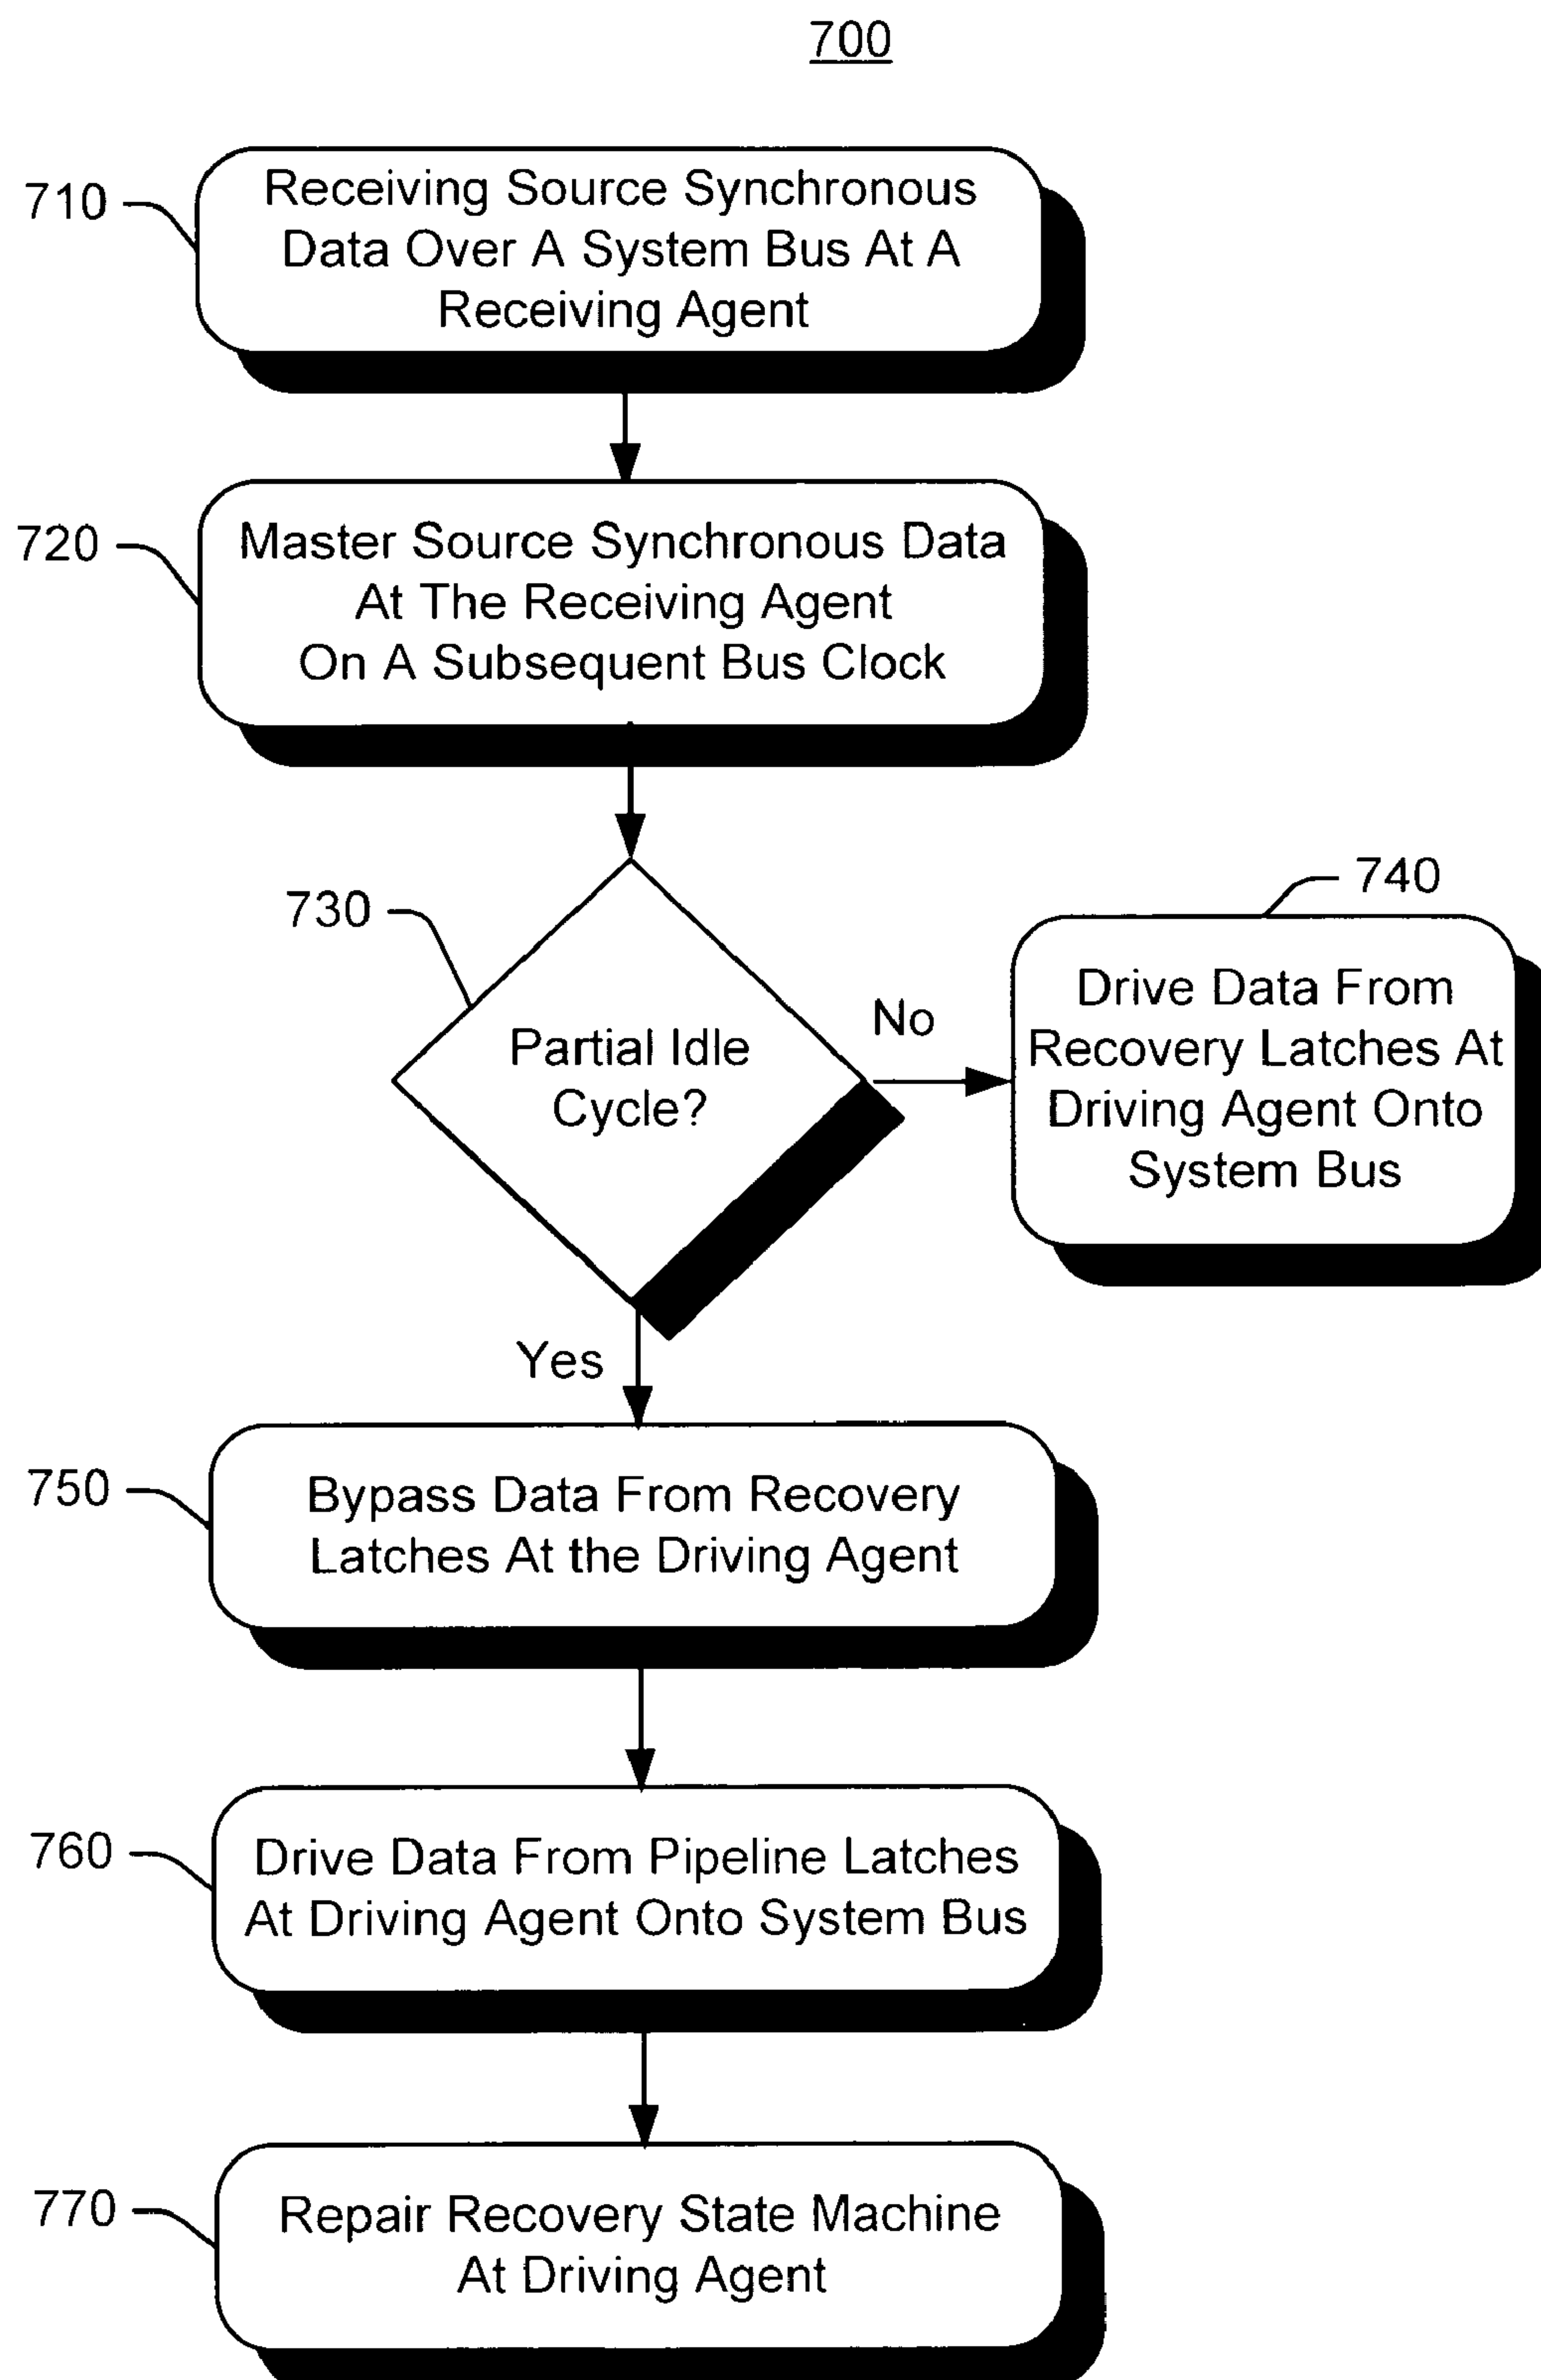 700
710
Receiving Source Synchronous
Data Over A System Bus At A
Receiving Agent
720
Master Source Synchronous Data
At The Receiving Agent
On A Subsequent Bus Clock
730
Partial Idle
Cycle?
No
740
Drive Data From
Recovery Latches At
Driving Agent Onto
System Bus
Yes
750
Bypass Data From Recovery
Latches At the Driving Agent
760
Drive Data From Pipeline Latches
At Driving Agent Onto System Bus
770
Repair Recovery State Machine
At Driving Agent